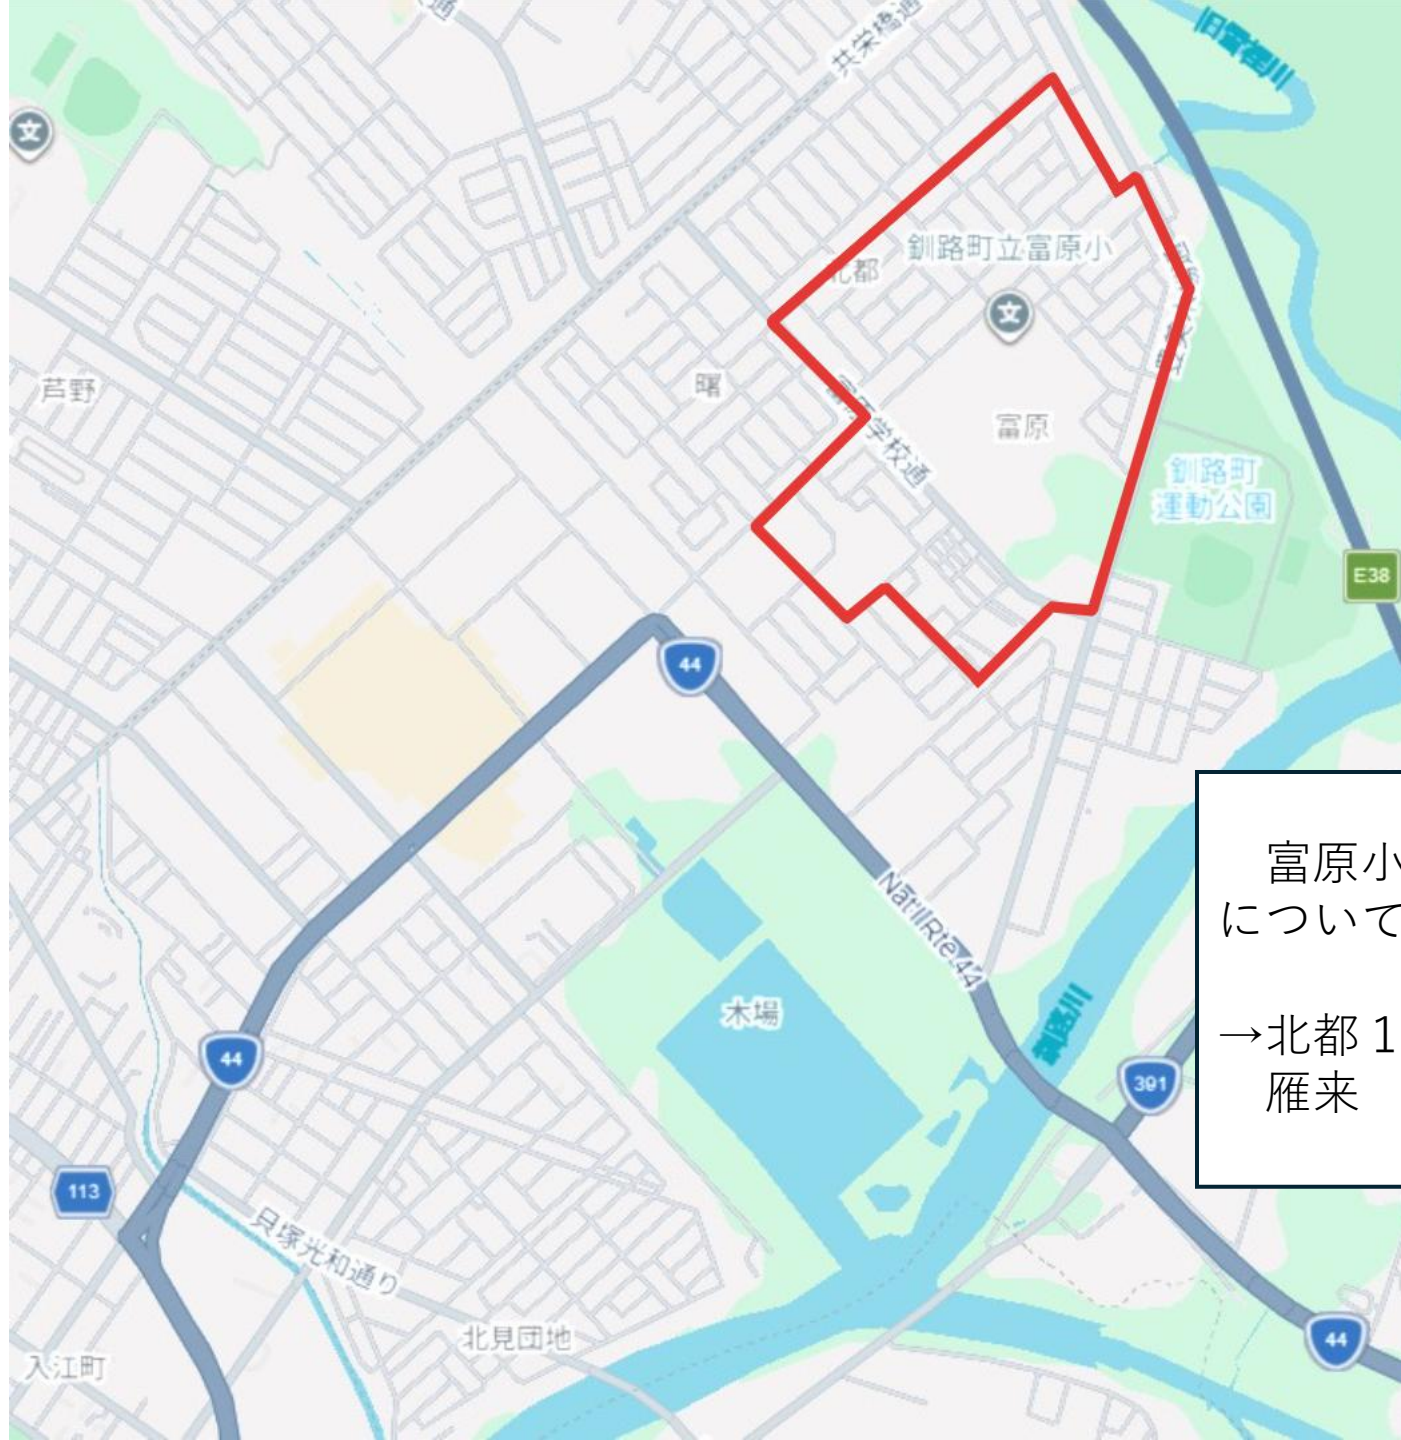 共栄橋通
通
旧釧路川
文
北都
釧路町立富原小
文
芦野
曙
富原学校通
富原
釧路町
運動公園
E38
44
富原小
について
→北都1
雁来
Nat'l Rte 44
木場
釧路川
44
391
113
貝塚光和通り
北見団地
入江町
44